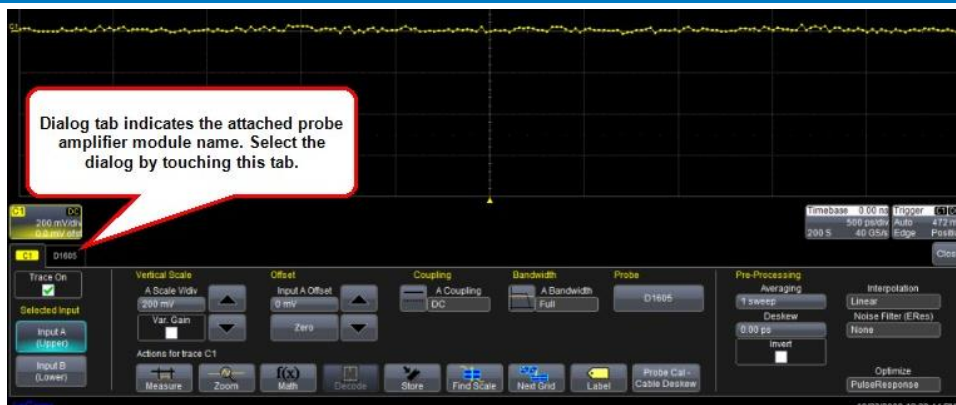 C1
Dialog tab indicates the attached probe
amplifier module name. Select the
dialog by touching this tab.
C1 DC
200 mV/div
0.0 mV ofst
Timebase 0.00 ns
500 ps/div
200 S 40 GS/s
Trigger C1
Auto 472 m
Edge Positi
C1 D1605
Clos
Trace On
Selected Input
Input A
(Upper)
Input B
(Lower)
Vertical Scale
A Scale V/div
200 mV
Var. Gain
Offset
Input A Offset
0 mV
Zero
Coupling
A Coupling
DC
Bandwidth
A Bandwidth
Full
Probe
D1605
Actions for trace C1
Measure
Zoom
f(x)
Math
Decode
Store
Find Scale
Next Grid
Label
Probe Cal -
Cable Deskew
Pre-Processing
Averaging
1 sweep
Deskew
0.00 ps
Invert
Interpolation
Linear
Noise Filter (ERes)
None
Optimize
PulseResponse